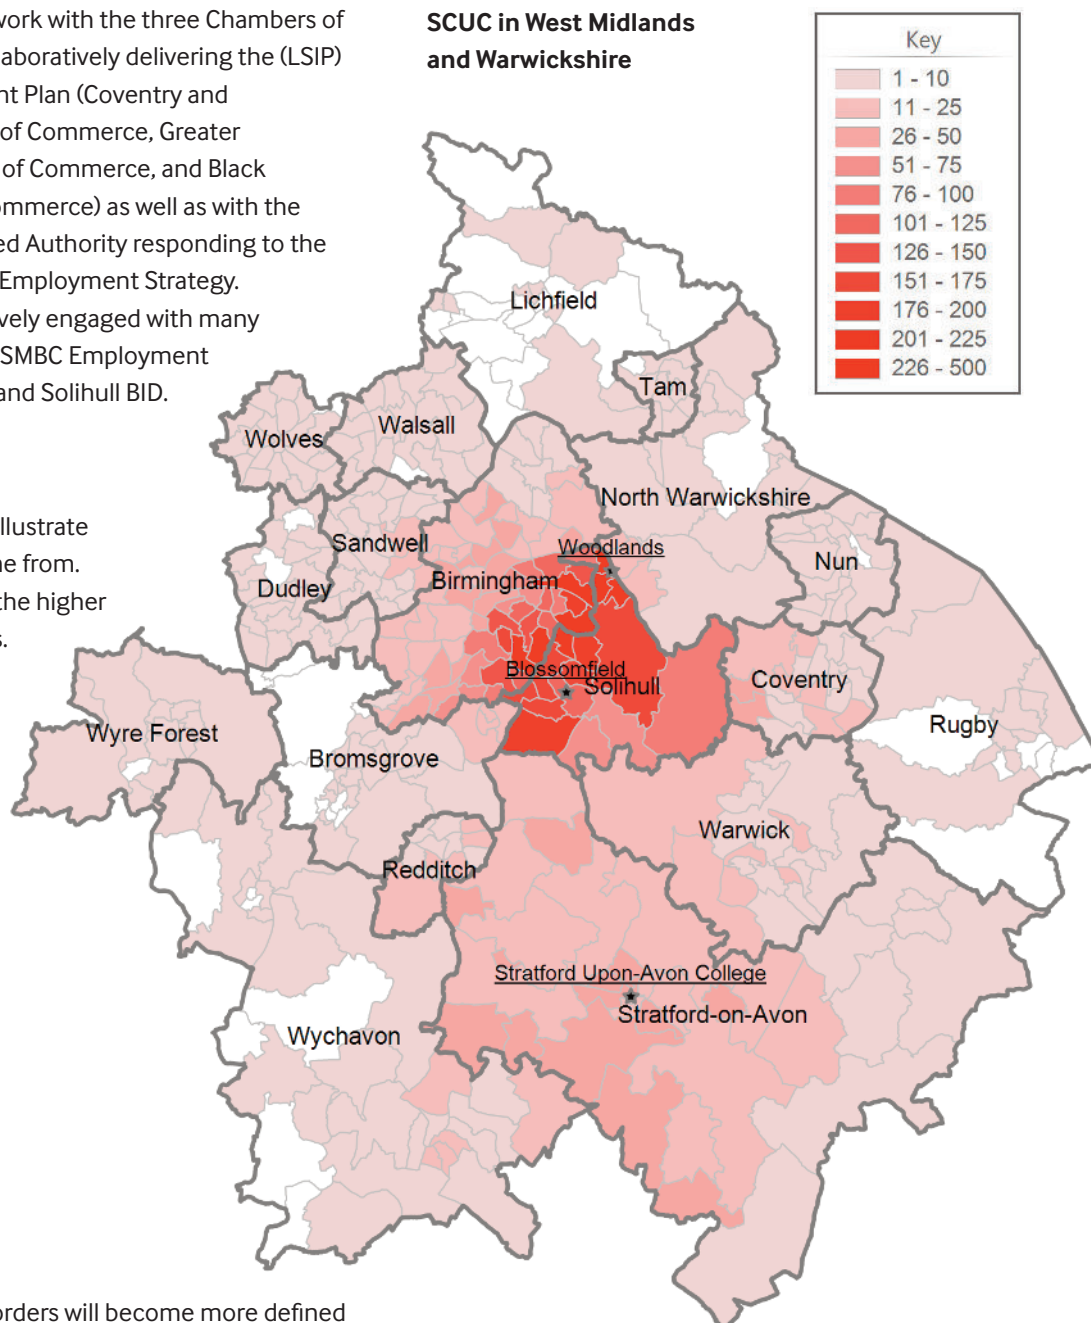 work with the three Chambers of
laboratively delivering the (LSIP)
nt Plan (Coventry and
of Commerce, Greater
of Commerce, and Black
ommerce) as well as with the
ed Authority responding to the
Employment Strategy.
ively engaged with many
SMBC Employment
and Solihull BID.
illustrate
ne from.
the higher
s.
orders will become more defined
SCUC in West Midlands
and Warwickshire
Key
1 - 10
11 - 25
26 - 50
51 - 75
76 - 100
101 - 125
126 - 150
151 - 175
176 - 200
201 - 225
226 - 500
Lichfield
Tam
Walsall
Wolves
North Warwickshire
Sandwell
Woodlands
Nun
Birmingham
Dudley
Blossomfield
Solihull
Coventry
Rugby
Wyre Forest
Bromsgrove
Warwick
Redditch
Stratford Upon-Avon College
Stratford-on-Avon
Wychavon